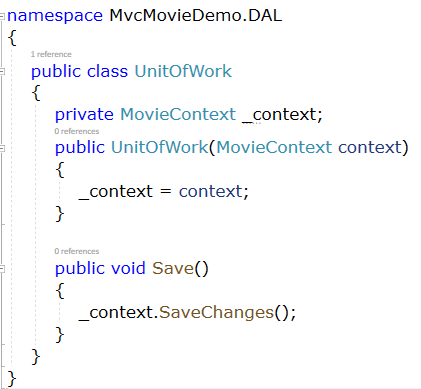 namespace MvcMovieDemo.DAL
{
1 reference
public class UnitOfWork
{
private MovieContext _context;
0 references
public UnitOfWork(MovieContext context)
{
_context = context;
}
0 references
public void Save()
{
_context.SaveChanges();
}
}
}